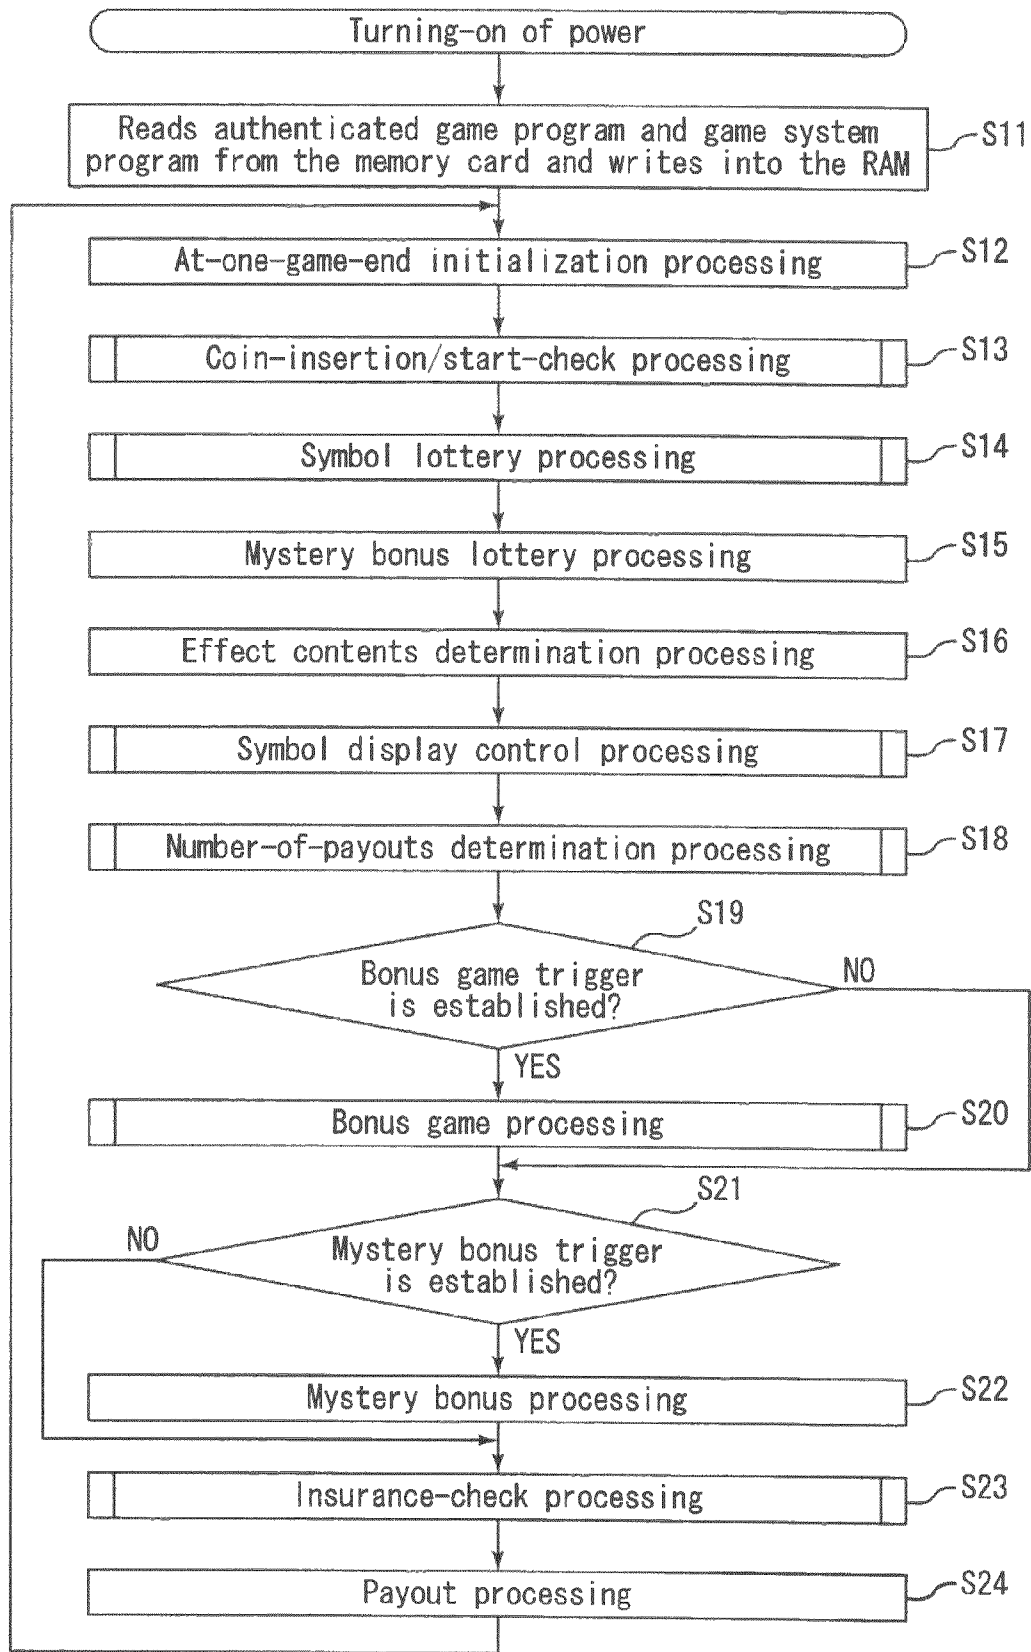 Turning-on of power
Reads authenticated game program and game system
program from the memory card and writes into the RAM
S11
At-one-game-end initialization processing
S12
Coin-insertion/start-check processing
S13
Symbol lottery processing
S14
Mystery bonus lottery processing
S15
Effect contents determination processing
S16
Symbol display control processing
S17
Number-of-payouts determination processing
S18
S19
Bonus game trigger
is established?
NO
YES
Bonus game processing
S20
S21
NO
Mystery bonus trigger
is established?
YES
Mystery bonus processing
S22
Insurance-check processing
S23
Payout processing
S24